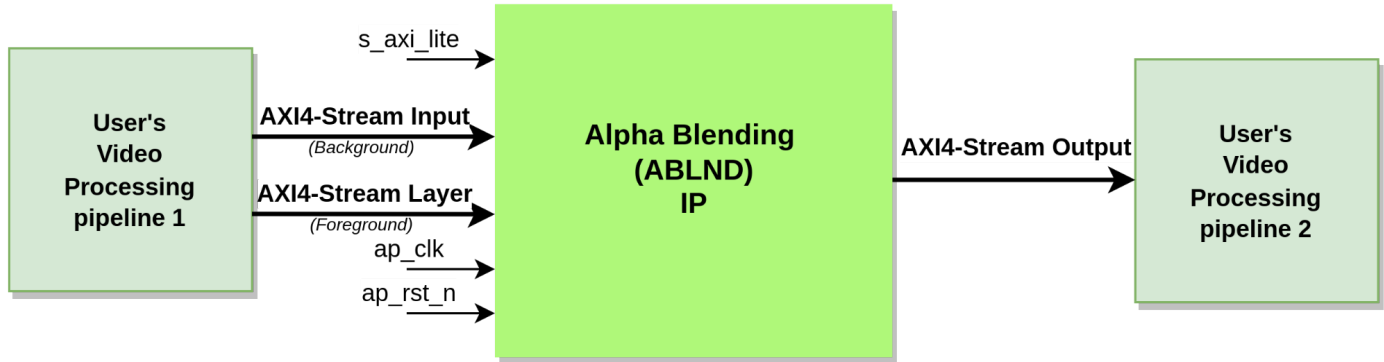 User's
Video
Processing
pipeline 1
s_axi_lite
AXI4-Stream Input
(Background)
AXI4-Stream Layer
(Foreground)
ap_clk
ap_rst_n
Alpha Blending
(ABLND)
IP
AXI4-Stream Output
User's
Video
Processing
pipeline 2